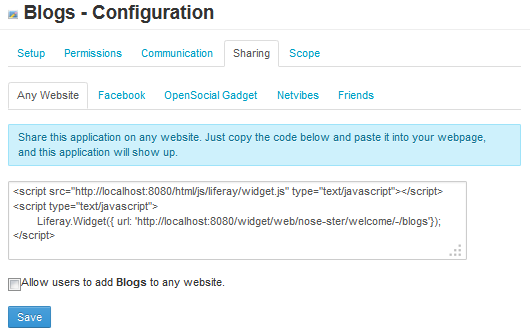 Blogs - Configuration
Setup Permissions Communication Sharing Scope
Any Website Facebook OpenSocial Gadget Netvibes Friends
Share this application on any website. Just copy the code below and paste it into your webpage,
and this application will show up.
<script src="http://localhost:8080/html/js/liferay/widget.js" type="text/javascript"></script>
<script type="text/javascript">
Liferay.Widget({ url: 'http://localhost:8080/widget/web/nose-ster/welcome/-/blogs'});
</script>
Allow users to add Blogs to any website.
Save